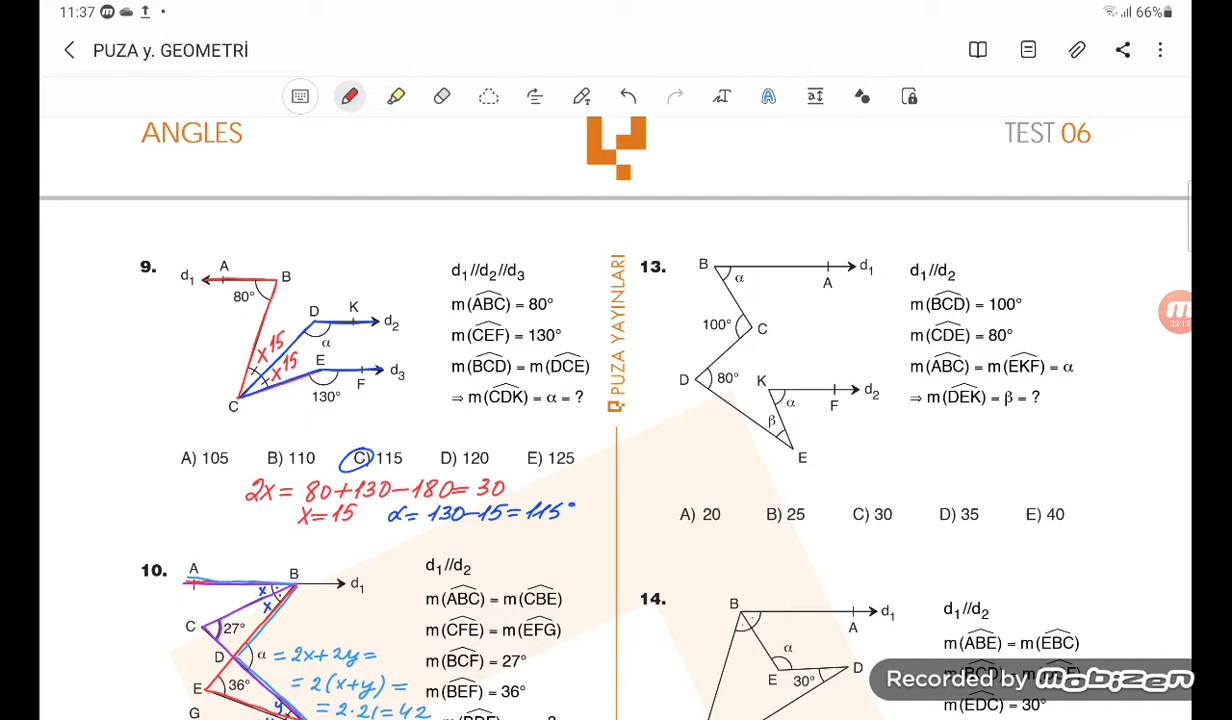 11:37
66%
PUZA y. GEOMETRİ
ANGLES
TEST 06
9.
A
B
d1
80°
D
K
d2
α
x 15
x 15
E
F
d3
130°
C
d1//d2//d3
m(ABC) = 80°
m(CEF) = 130°
m(BCD) = m(DCE)
⇒ m(CDK) = α = ?
A) 105 B) 110 C) 115 D) 120 E) 125
2x = 80+130-180=30
x=15 α=130-15=115°
10.
A
B
d1
x
x
C
27°
D
α =2x+2y=
=2(x+y)=
=2.21=42
E
36°
G
y
d1//d2
m(ABC) = m(CBE)
m(CFE) = m(EFG)
m(BCF) = 27°
m(BEF) = 36°
PUZA YAYINLARI
13.
B
α
A
d1
100°
C
D
80°
K
α
F
d2
β
E
d1//d2
m(BCD) = 100°
m(CDE) = 80°
m(ABC) = m(EKF) = α
⇒ m(DEK) = β = ?
A) 20 B) 25 C) 30 D) 35 E) 40
14.
B
A
d1
α
E
30°
D
d1//d2
m(ABE) = m(EBC)
m(EDC) = 30°
22:13
Recorded by mobizen